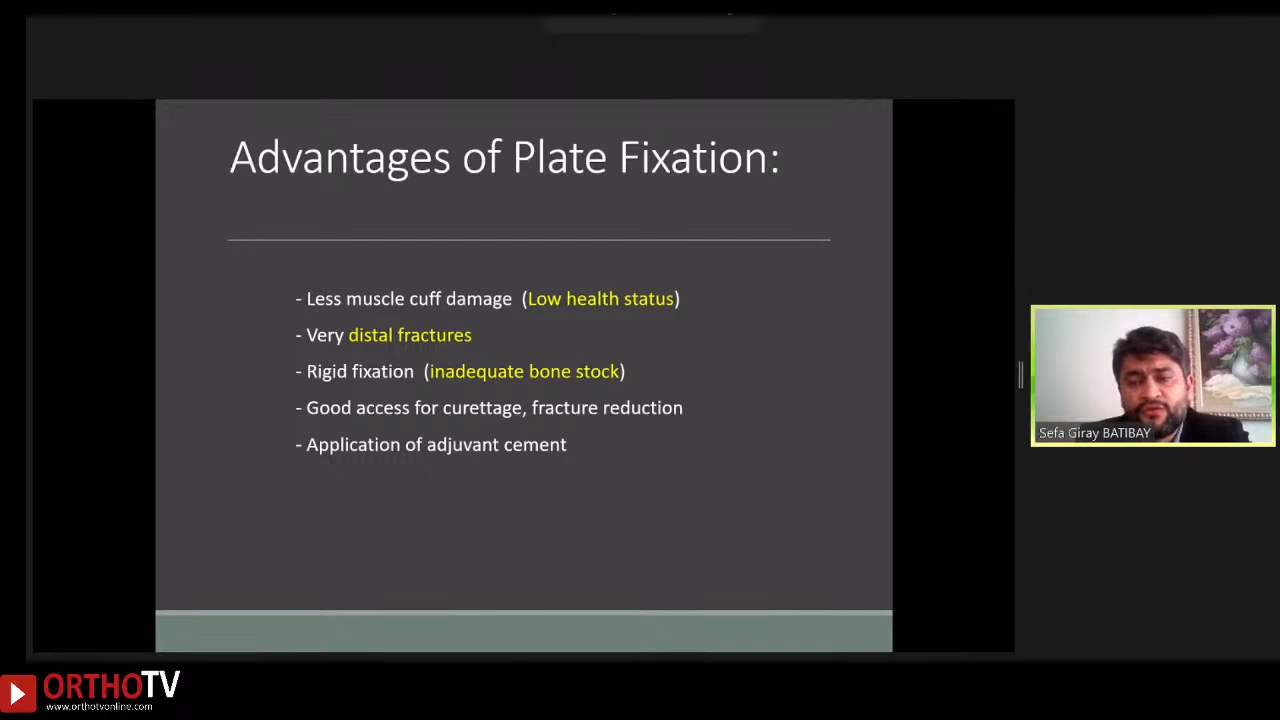 Advantages of Plate Fixation:
- Less muscle cuff damage (Low health status)
- Very distal fractures
- Rigid fixation (inadequate bone stock)
- Good access for curettage, fracture reduction
- Application of adjuvant cement
Sefa Giray BATIBAY
ORTHOTV
www.orthotvonline.com